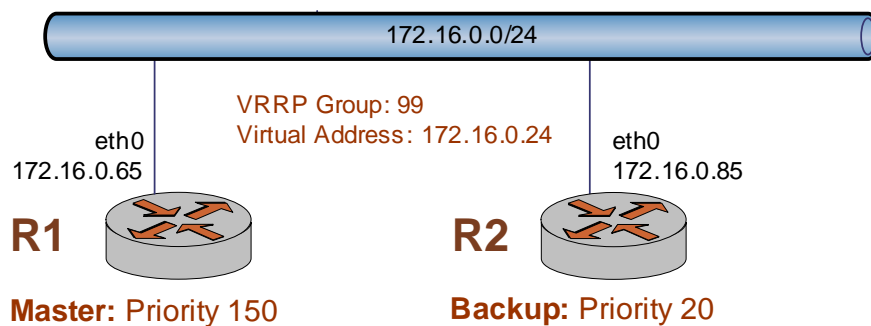 172.16.0.0/24
VRRP Group: 99
Virtual Address: 172.16.0.24
eth0
172.16.0.65
eth0
172.16.0.85
R1
R2
Master: Priority 150
Backup: Priority 20